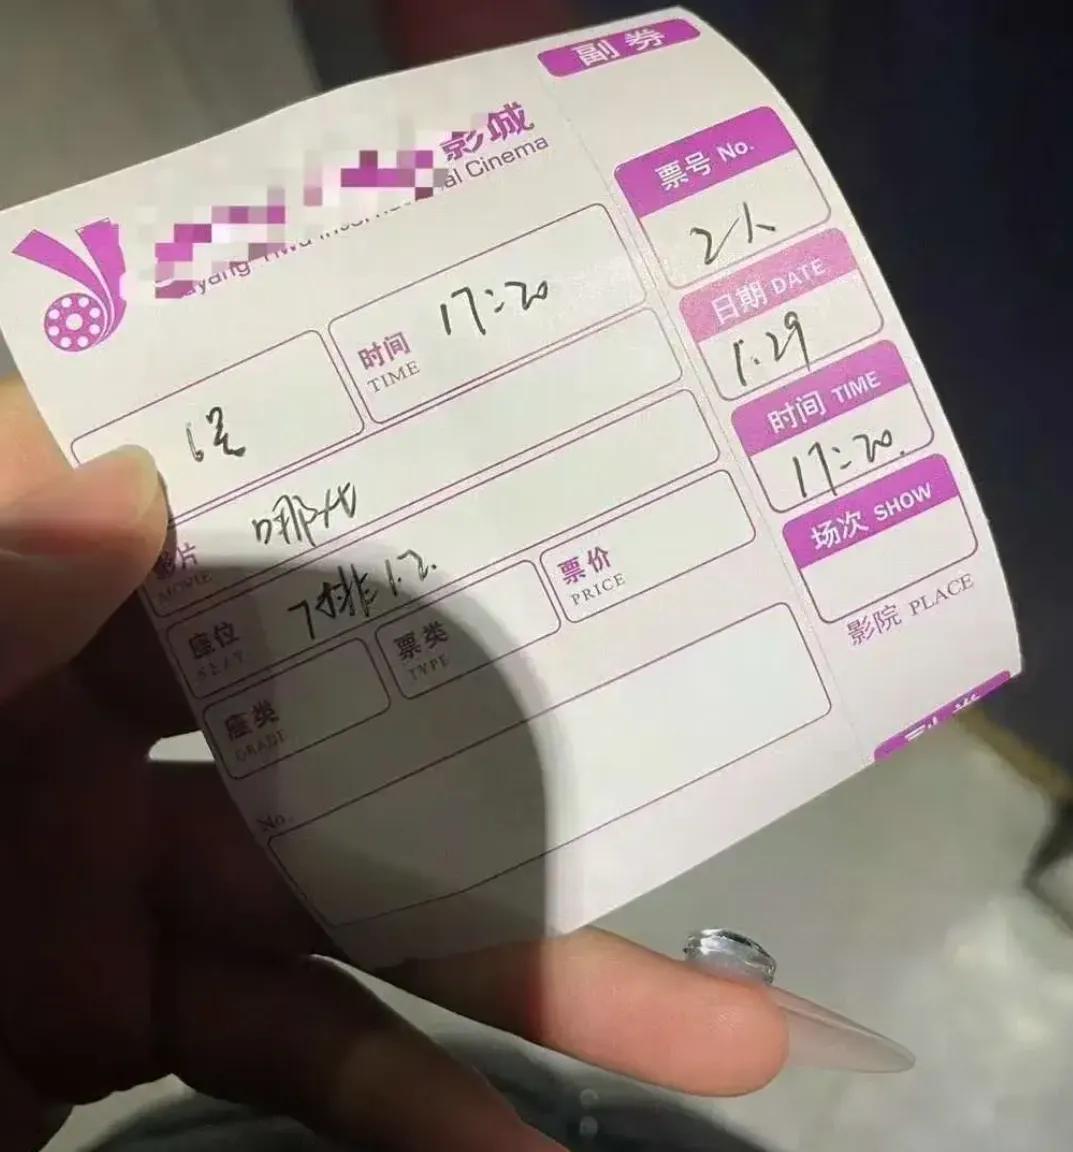 副券
影城
al Cinema
时间 17:20
TIME
6号
影片 哪吒
MOVIE
座位 7排1.2.
SEAT
票价
PRICE
票类
TYPE
座类
GRADE
No.
票号 No.
2人
日期 DATE
1.29
时间 TIME
17:20.
场次 SHOW
影院 PLACE